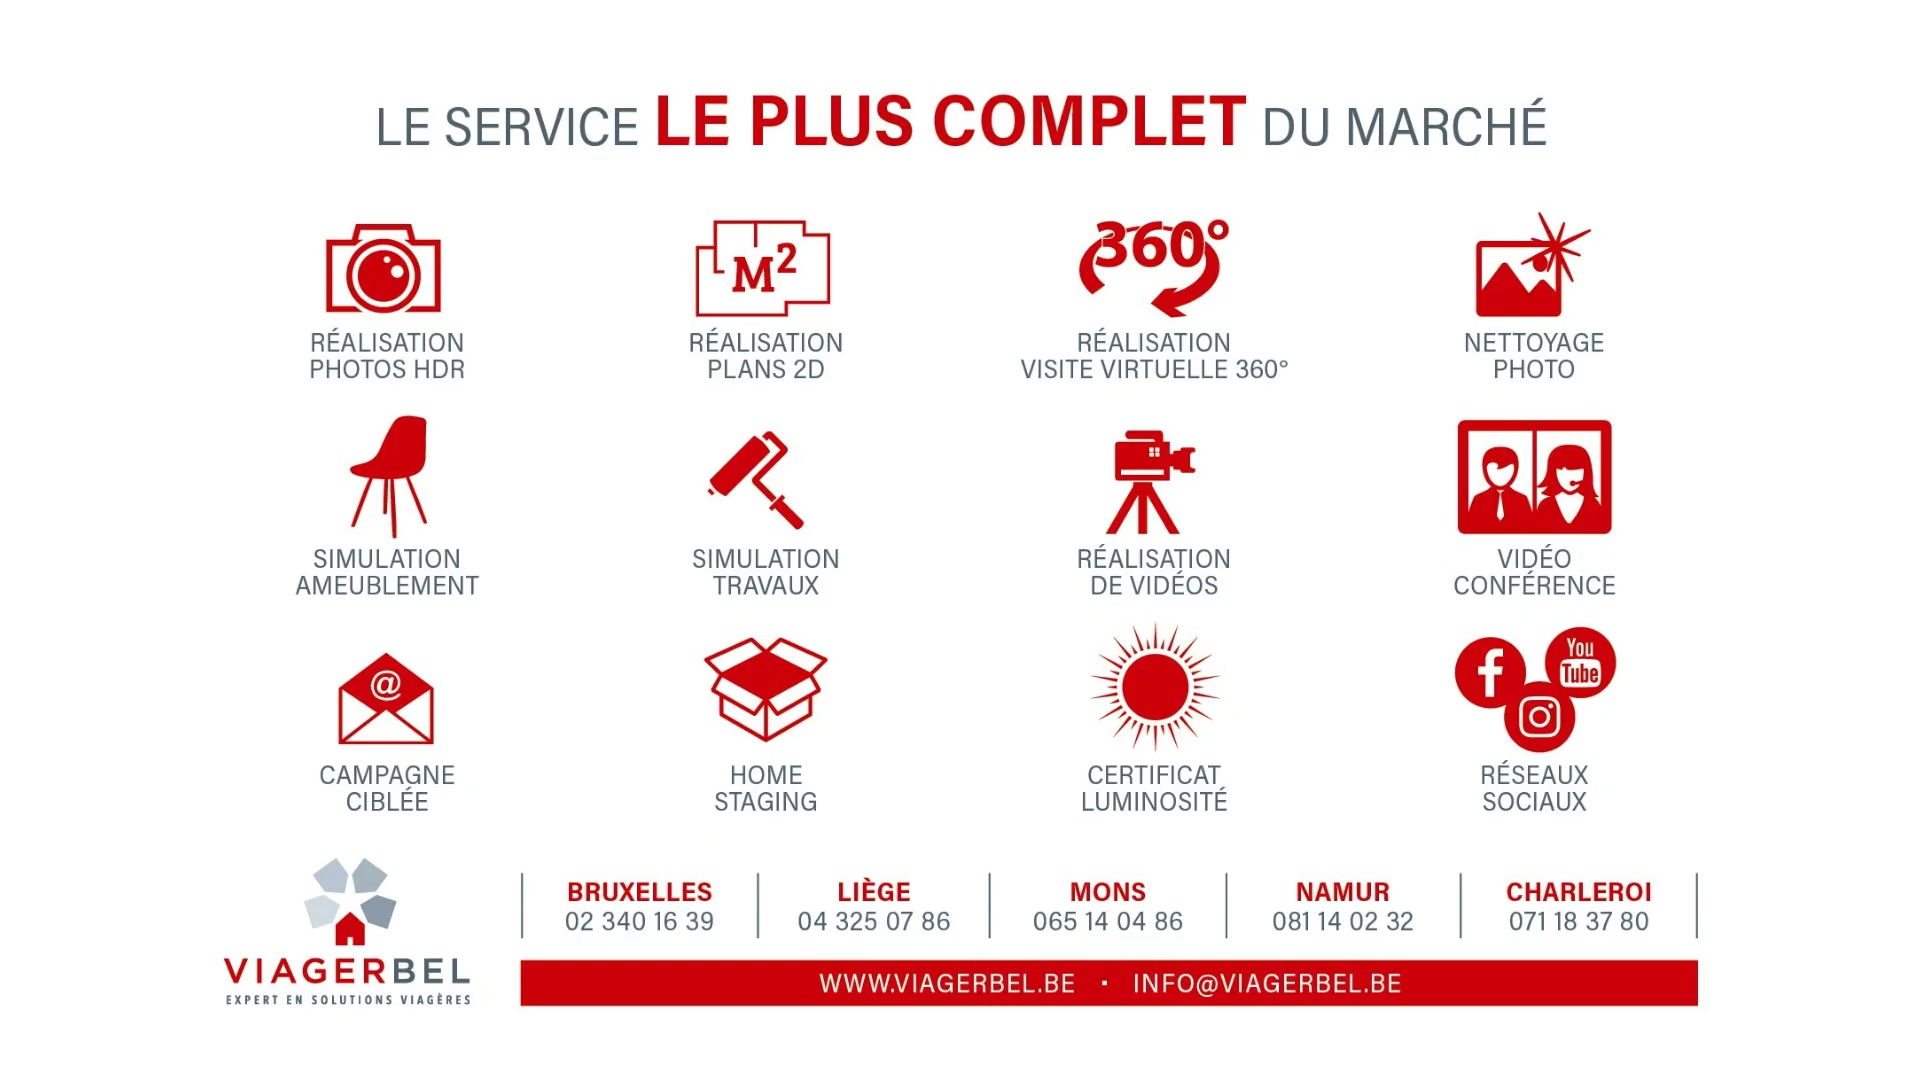 LE SERVICE LE PLUS COMPLET DU MARCHÉ
M²
360°
RÉALISATION
PHOTOS HDR
RÉALISATION
PLANS 2D
RÉALISATION
VISITE VIRTUELLE 360°
NETTOYAGE
PHOTO
SIMULATION
AMEUBLEMENT
SIMULATION
TRAVAUX
RÉALISATION
DE VIDÉOS
VIDÉO
CONFÉRENCE
@
f
You
Tube
CAMPAGNE
CIBLÉE
HOME
STAGING
CERTIFICAT
LUMINOSITÉ
RÉSEAUX
SOCIAUX
VIAGERBEL
EXPERT EN SOLUTIONS VIAGÈRES
BRUXELLES
02 340 16 39
LIÈGE
04 325 07 86
MONS
065 14 04 86
NAMUR
081 14 02 32
CHARLEROI
071 18 37 80
WWW.VIAGERBEL.BE · INFO@VIAGERBEL.BE